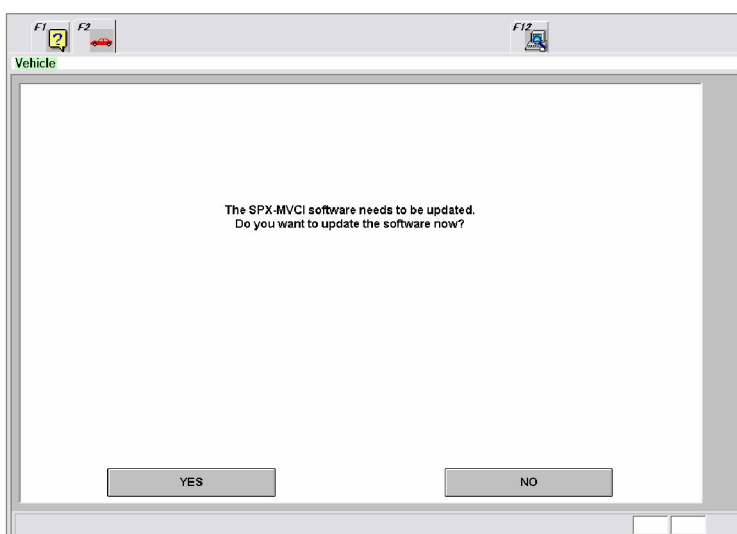 F1 F2 F12
Vehicle
The SPX-MVCI software needs to be updated.
Do you want to update the software now?
YES NO